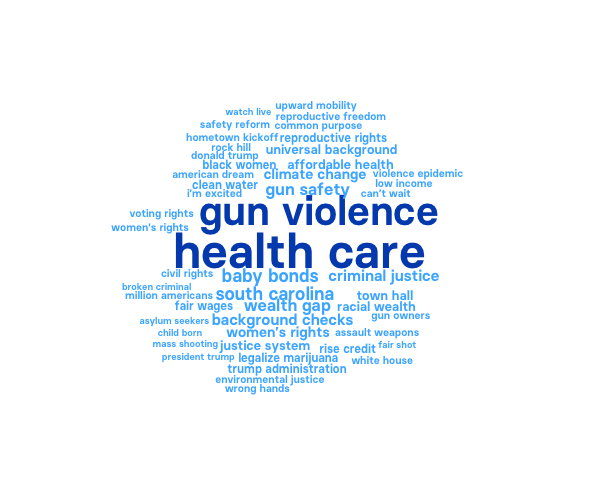 upward mobility
watch live
reproductive freedom
safety reform
common purpose
hometown kickoff
reproductive rights
rock hill
universal background
donald trump
black women
affordable health
american dream
climate change
violence epidemic
clean water
low income
i'm excited
gun safety
can't wait
gun violence
voting rights
women's rights
health care
civil rights
baby bonds
criminal justice
broken criminal
million americans
south carolina
town hall
fair wages
wealth gap
racial wealth
asylum seekers
background checks
gun owners
child born
women’s rights
assault weapons
mass shooting
justice system
rise credit
fair shot
president trump
legalize marijuana
white house
trump administration
environmental justice
wrong hands